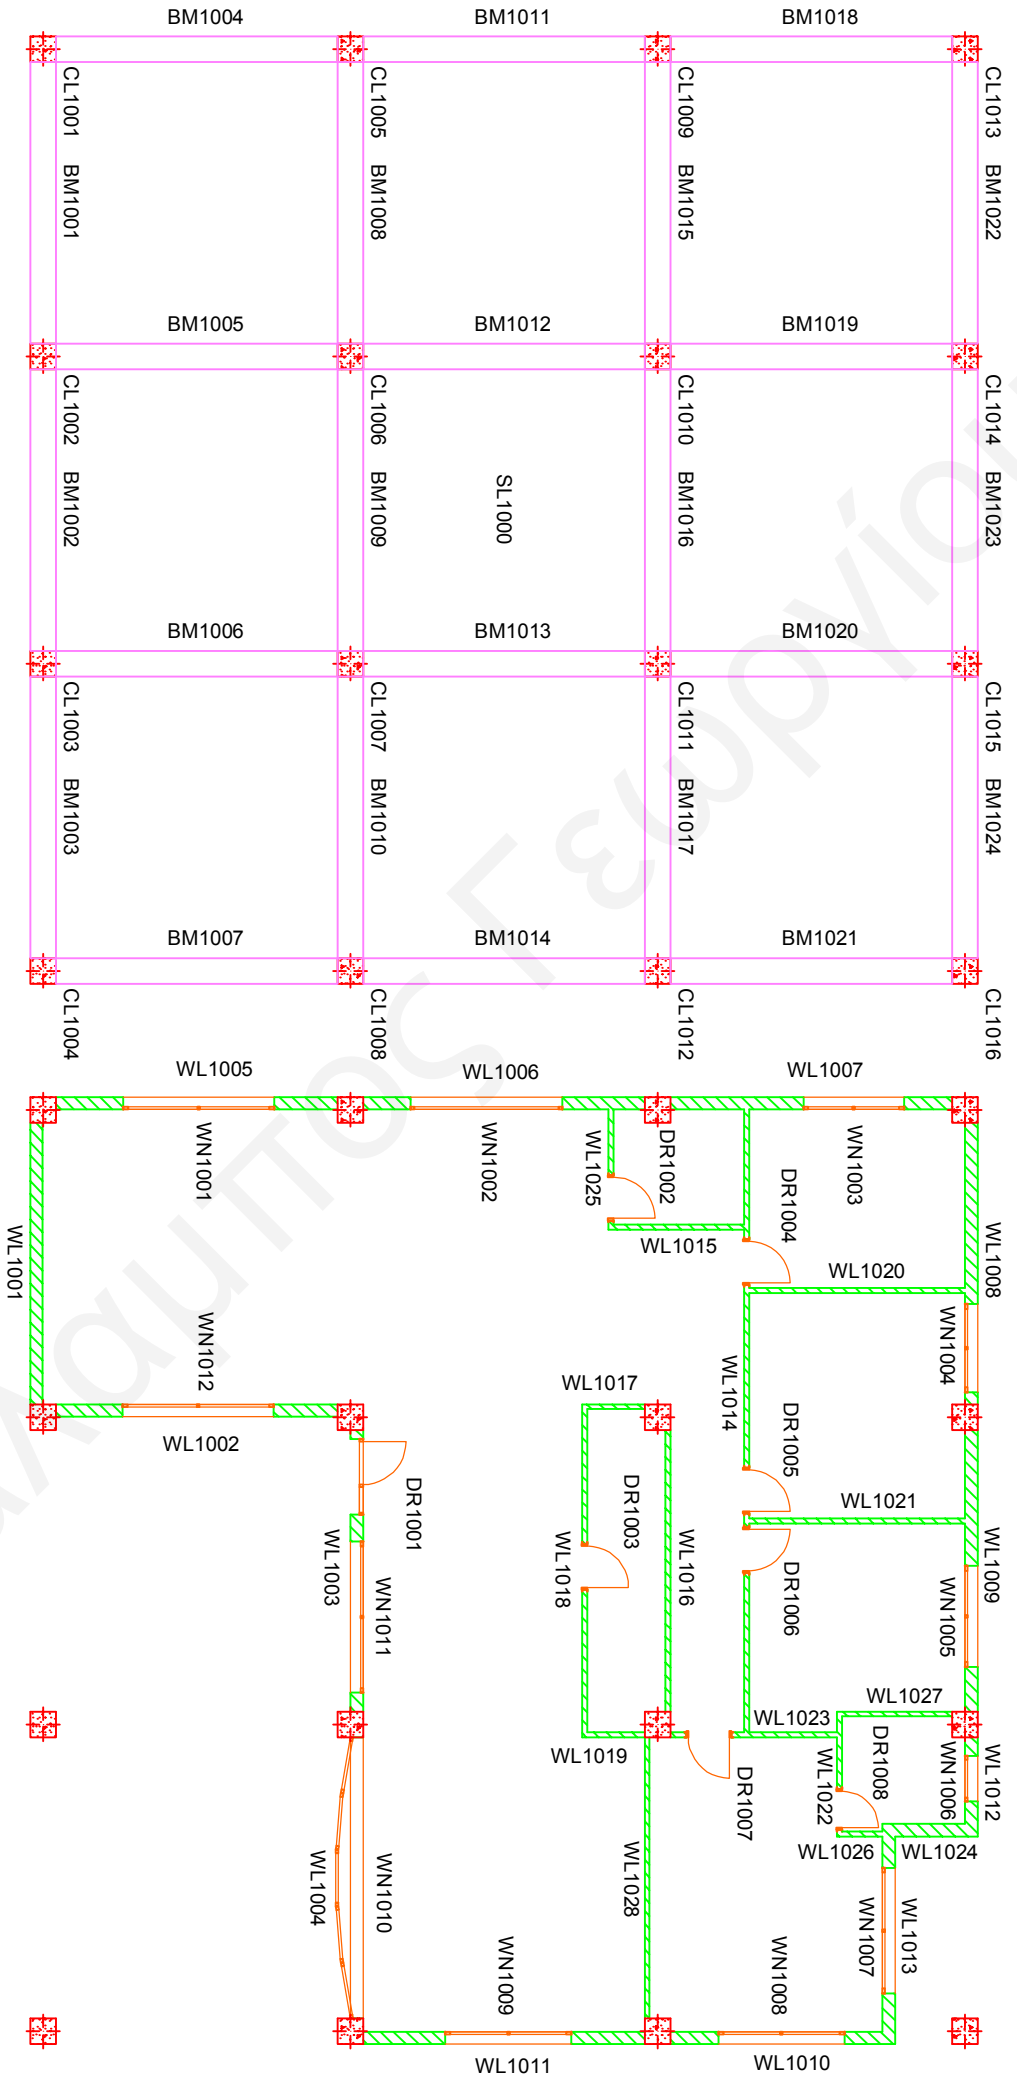 BM1004 BM1011 BM1018
CL1001 BM1001 CL1005 BM1008 CL1009 BM1015 CL1013 BM1022
BM1005 BM1012 BM1019
CL1002 BM1002 CL1006 BM1009 SL1000 CL1010 BM1016 CL1014 BM1023
BM1006 BM1013 BM1020
CL1003 BM1003 CL1007 BM1010 CL1011 BM1017 CL1015 BM1024
BM1007 BM1014 BM1021
CL1004 CL1008 CL1012 CL1016
WL1005 WL1006 WL1007
WN1001 WN1002 WL1025 DR1002 DR1004 WN1003
WL1001 WL1015 WL1020 WL1008
WN1012 WL1017 WL1014 WN1004
WL1002 DR1005
DR1001 DR1003 WL1021
WL1003 WN1011 WL1018 WL1016 DR1006 WN1005 WL1009
WL1027
WL1019 WL1023 DR1007 WL1022 DR1008 WN1006 WL1012
WL1026 WL1024
WL1004 WN1010 WL1028 WN1007 WL1013
WN1009 WN1008
WL1011 WL1010
λαμπος Γεωργίου